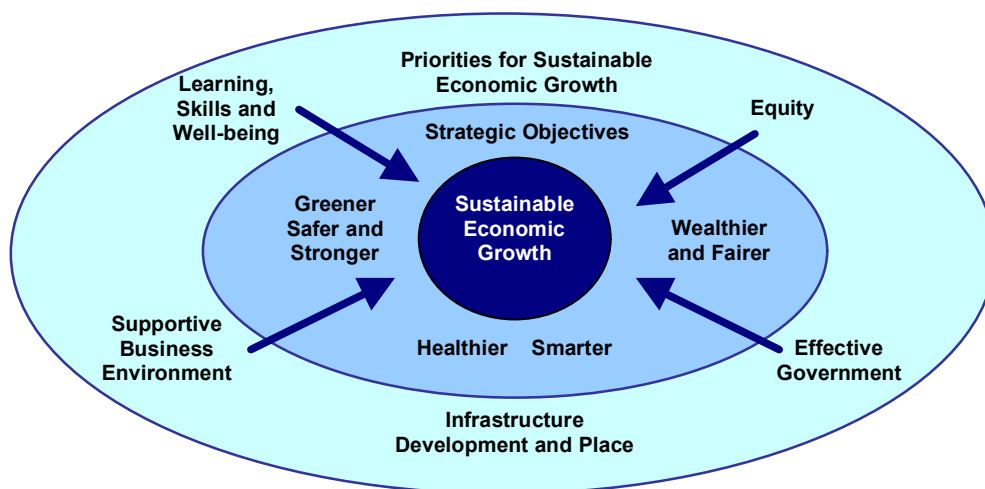 Priorities for Sustainable
Economic Growth
Learning,
Skills and
Well-being
Equity
Strategic Objectives
Greener
Safer and
Stronger
Sustainable
Economic
Growth
Wealthier
and Fairer
Supportive
Business
Environment
Healthier Smarter
Effective
Government
Infrastructure
Development and Place